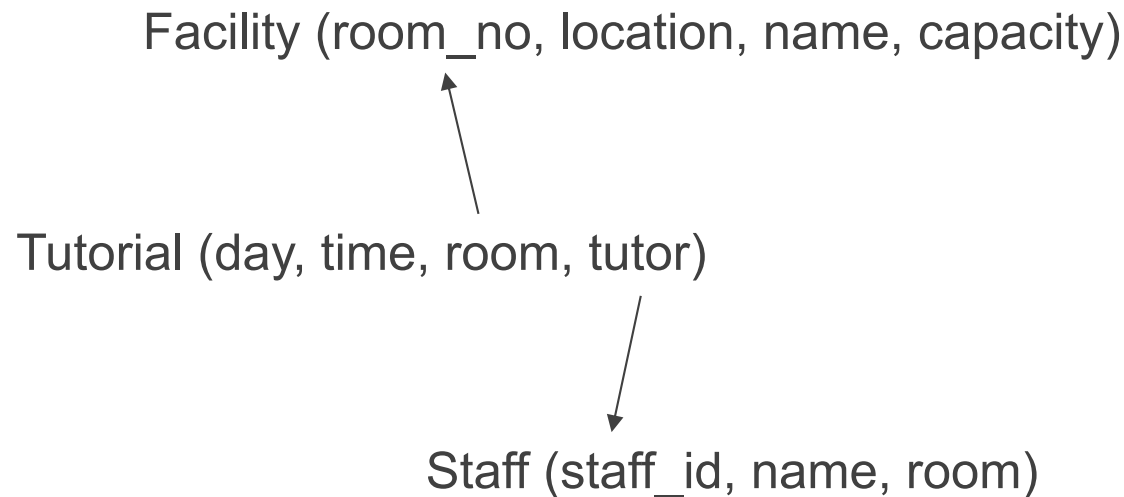 Facility (room_no, location, name, capacity)
Tutorial (day, time, room, tutor)
Staff (staff_id, name, room)